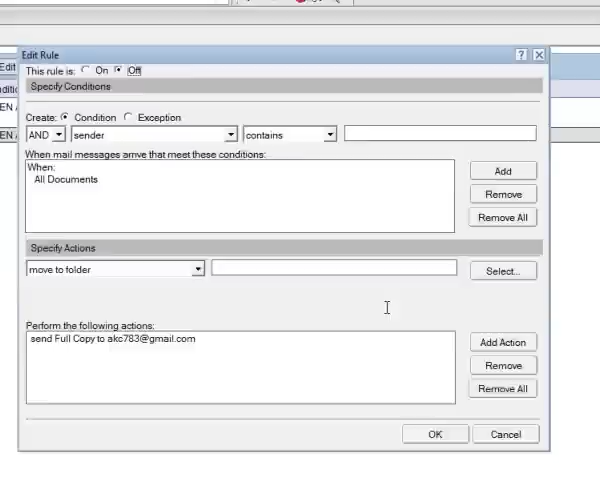 Edit Rule
? X
This rule is: On Off
Edit
Specify Conditions
Create: Condition Exception
AND sender contains
When mail messages arrive that meet these conditions:
When:
All Documents
Add
Remove
Remove All
Specify Actions
move to folder
Select...
Perform the following actions:
send Full Copy to akc783@gmail.com
Add Action
Remove
Remove All
OK Cancel